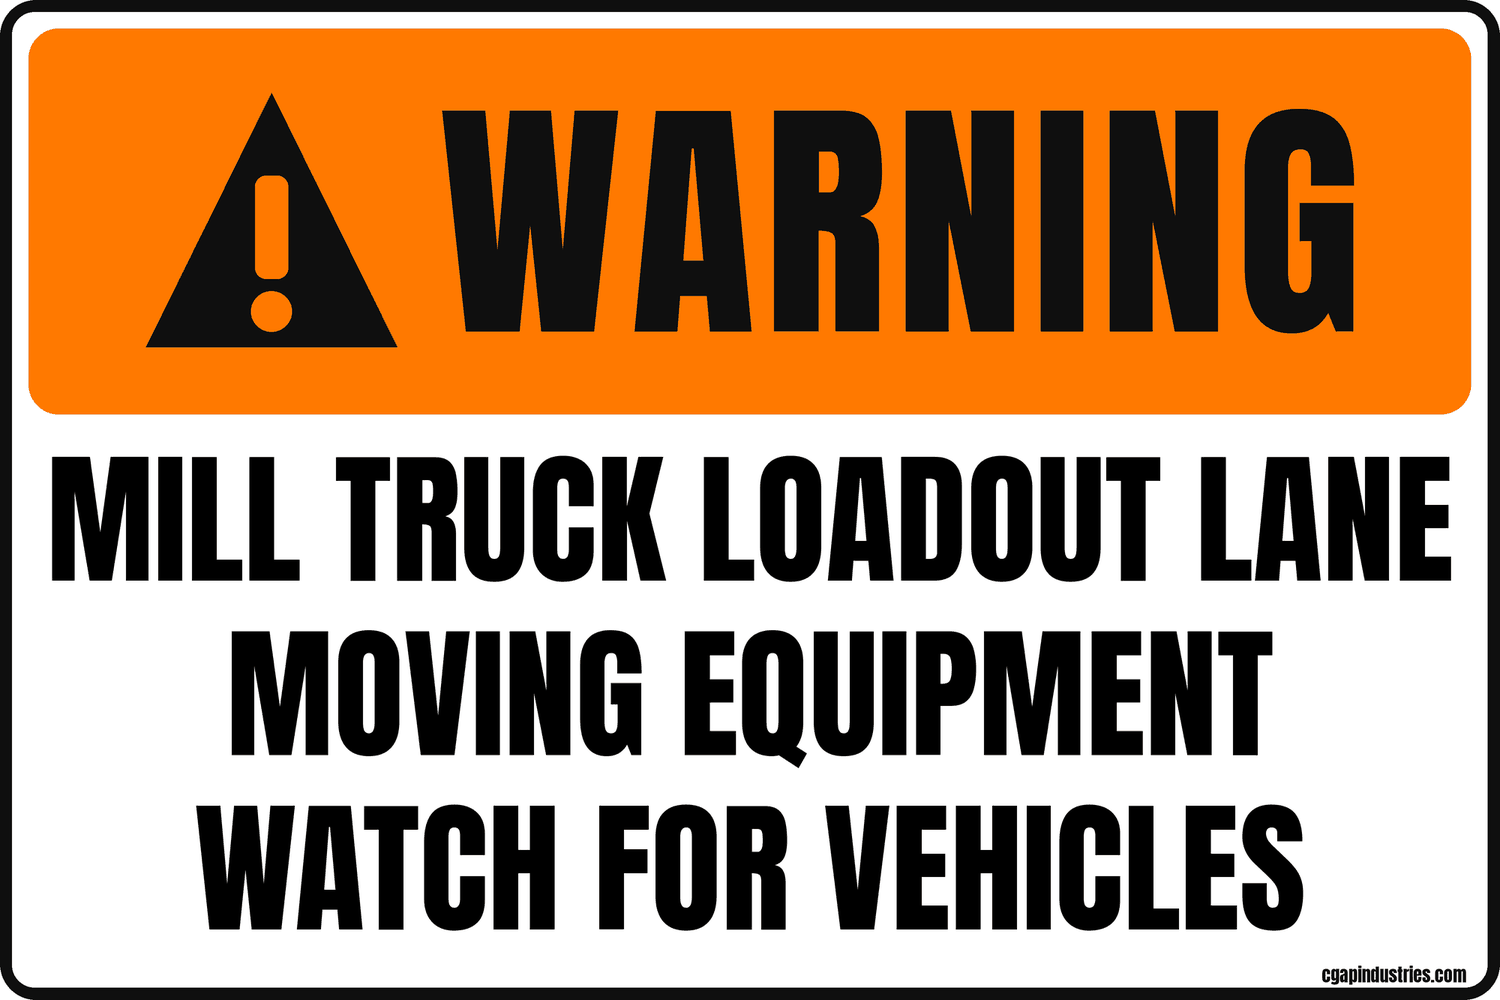 WARNING
MILL TRUCK LOADOUT LANE
MOVING EQUIPMENT
WATCH FOR VEHICLES
cgapindustries.com